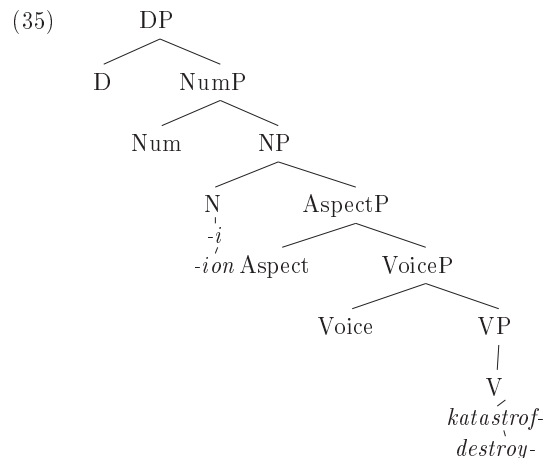 (35) DP
D NumP
Num NP
N AspectP
-i
-ion Aspect VoiceP
Voice VP
V
katastrof-
destroy-